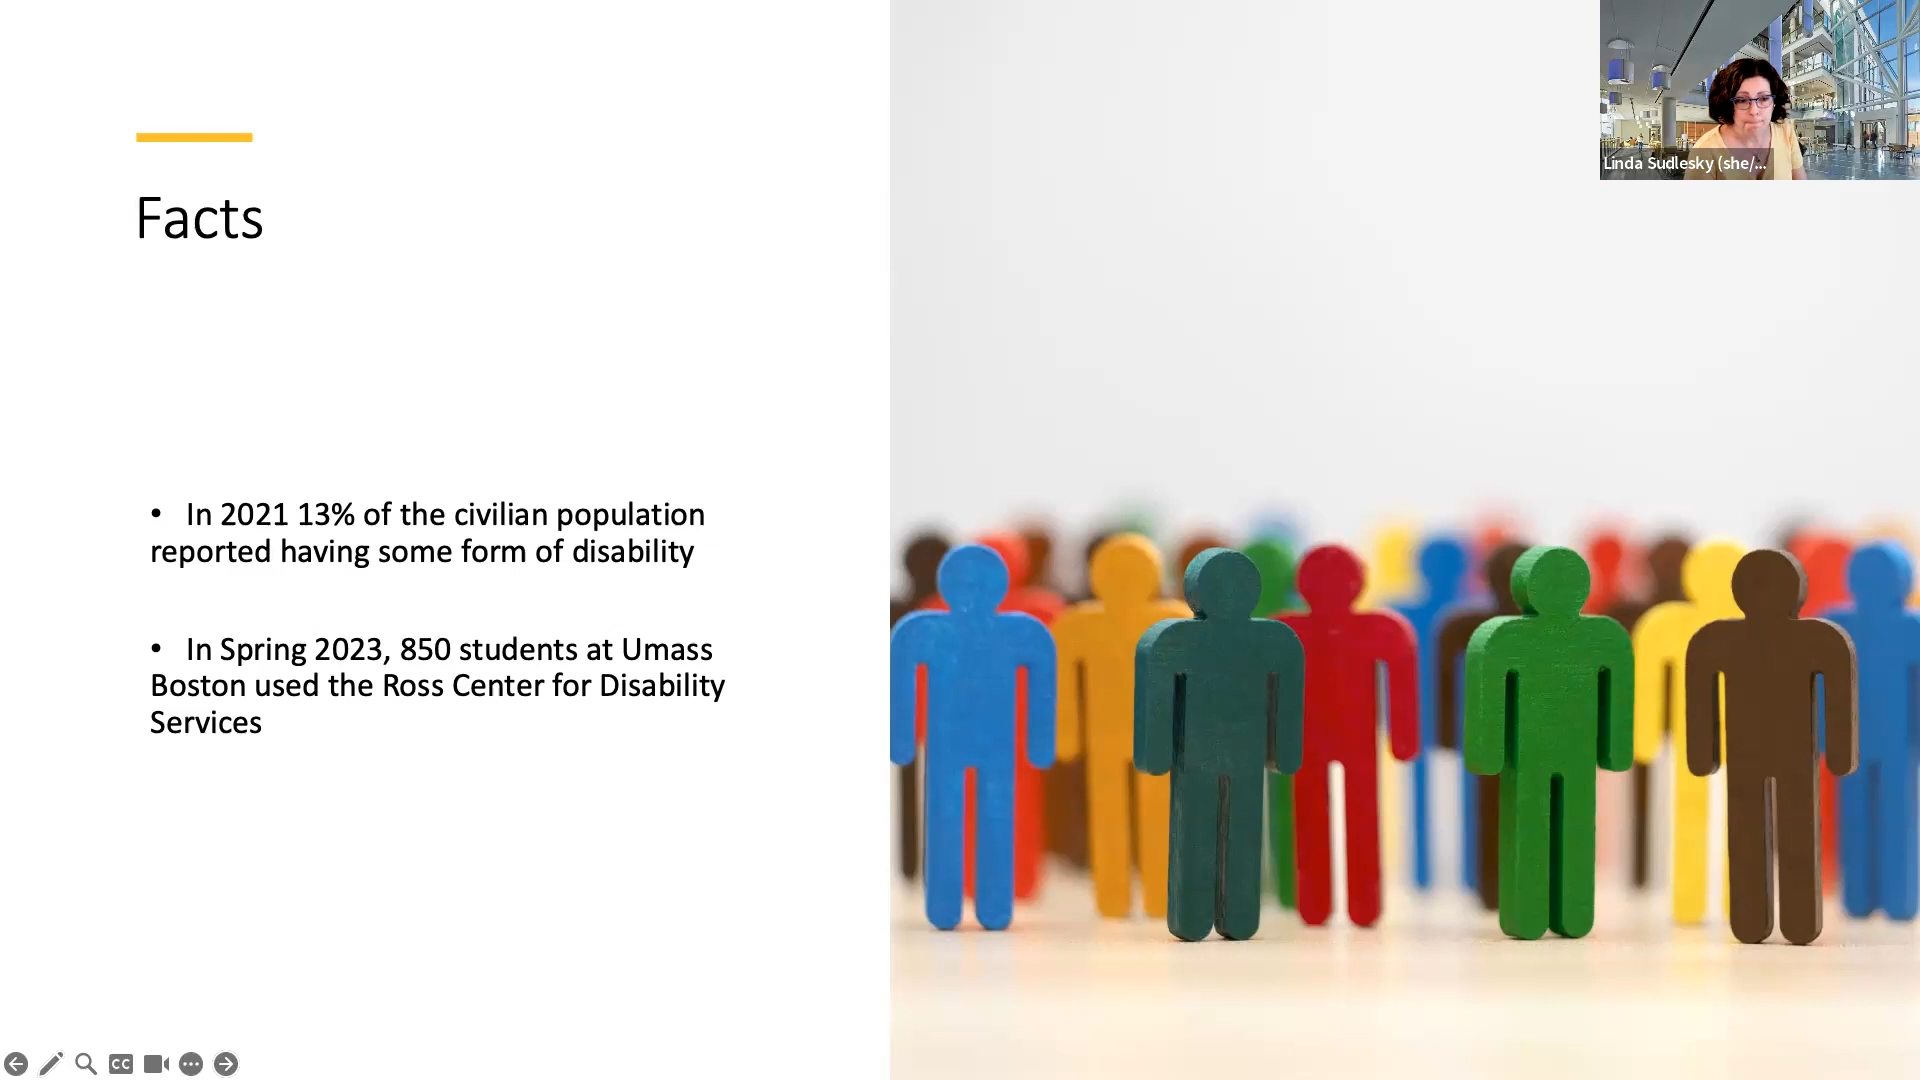 Linda Sudlesky (she/...
Facts
• In 2021 13% of the civilian population
reported having some form of disability
• In Spring 2023, 850 students at Umass
Boston used the Ross Center for Disability
Services
CC